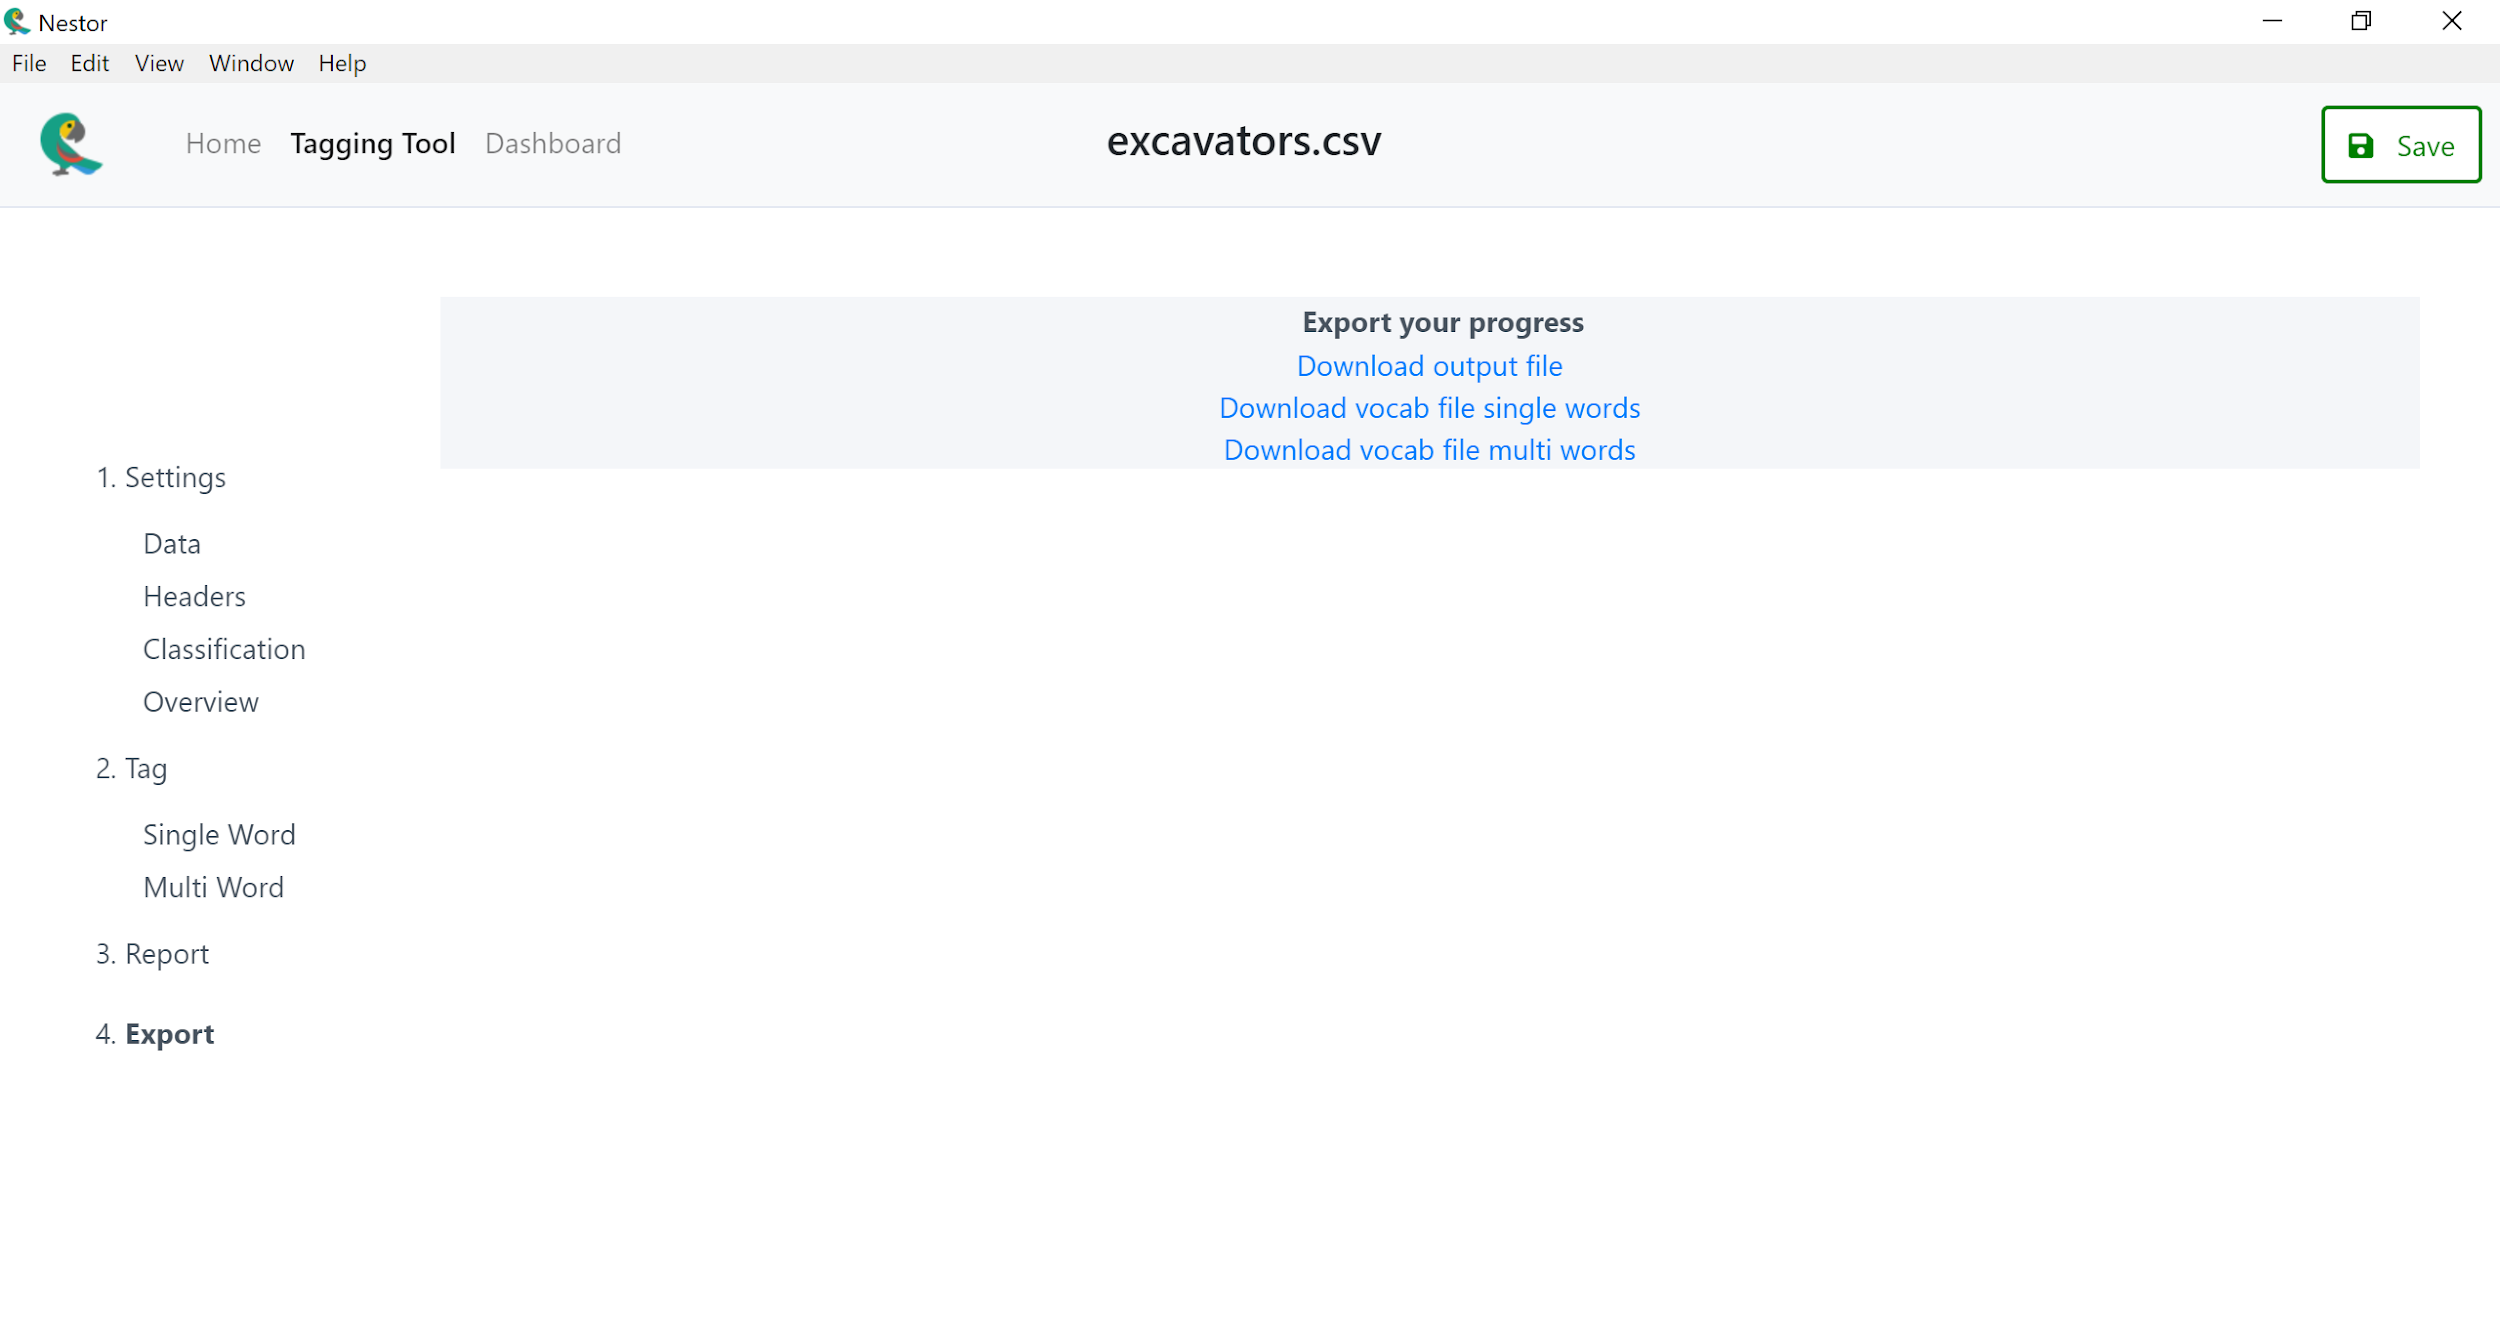 Nestor
File Edit View Window Help
Home Tagging Tool Dashboard excavators.csv Save
Export your progress
Download output file
Download vocab file single words
Download vocab file multi words
1. Settings
Data
Headers
Classification
Overview
2. Tag
Single Word
Multi Word
3. Report
4. Export